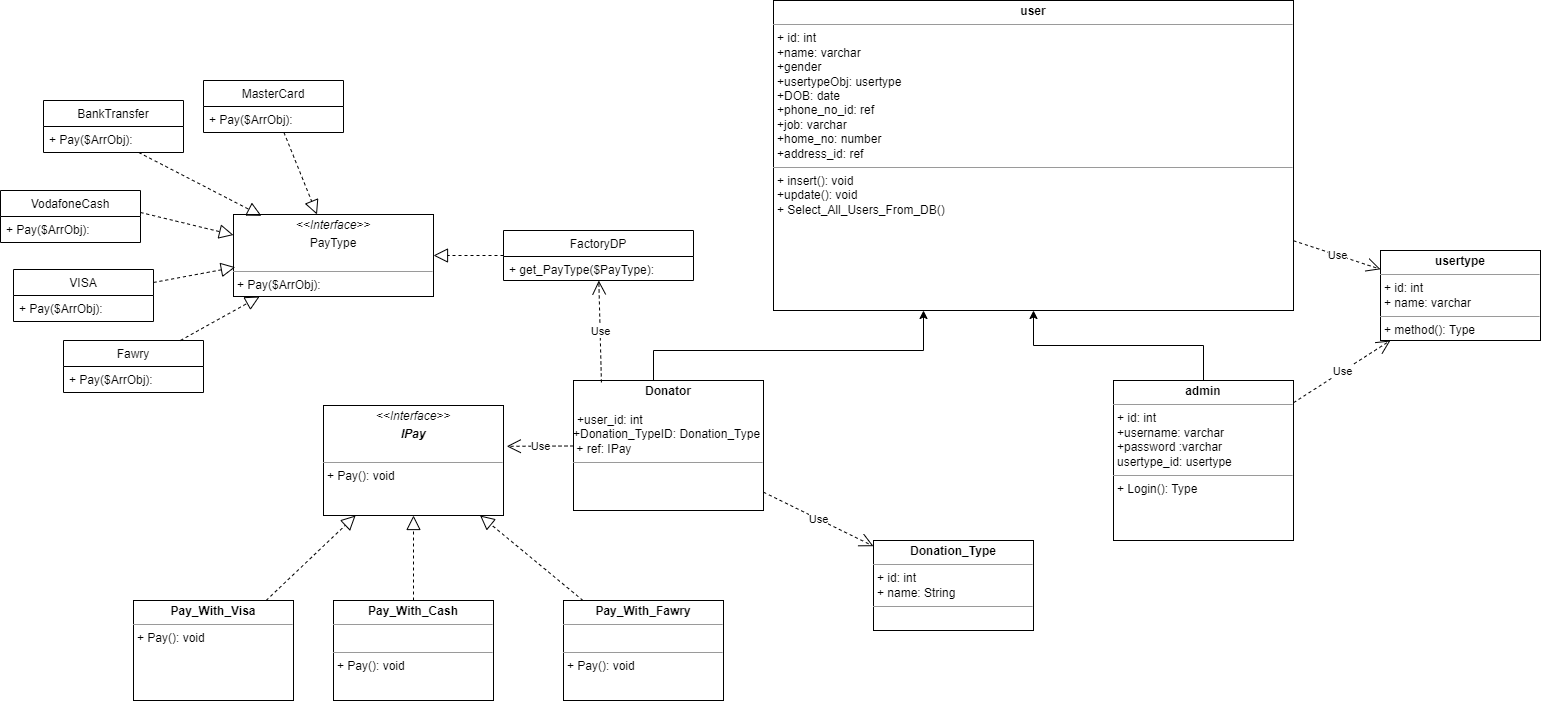 user
+ id: int
+name: varchar
+gender
+usertypeObj: usertype
+DOB: date
+phone_no_id: ref
+job: varchar
+home_no: number
+address_id: ref
+ insert(): void
+update(): void
+ Select_All_Users_From_DB()
MasterCard
+ Pay($ArrObj):
BankTransfer
+ Pay($ArrObj):
VodafoneCash
+ Pay($ArrObj):
<<Interface>>
PayType
+ Pay($ArrObj):
FactoryDP
+ get_PayType($PayType):
VISA
+ Pay($ArrObj):
Fawry
+ Pay($ArrObj):
Use
usertype
+ id: int
+ name: varchar
+ method(): Type
Use
Use
Donator
+user_id: int
+Donation_TypeID: Donation_Type
+ ref: IPay
admin
+ id: int
+username: varchar
+password :varchar
usertype_id: usertype
+ Login(): Type
<<Interface>>
IPay
+ Pay(): void
Use
Use
Donation_Type
+ id: int
+ name: String
Pay_With_Visa
+ Pay(): void
Pay_With_Cash
+ Pay(): void
Pay_With_Fawry
+ Pay(): void